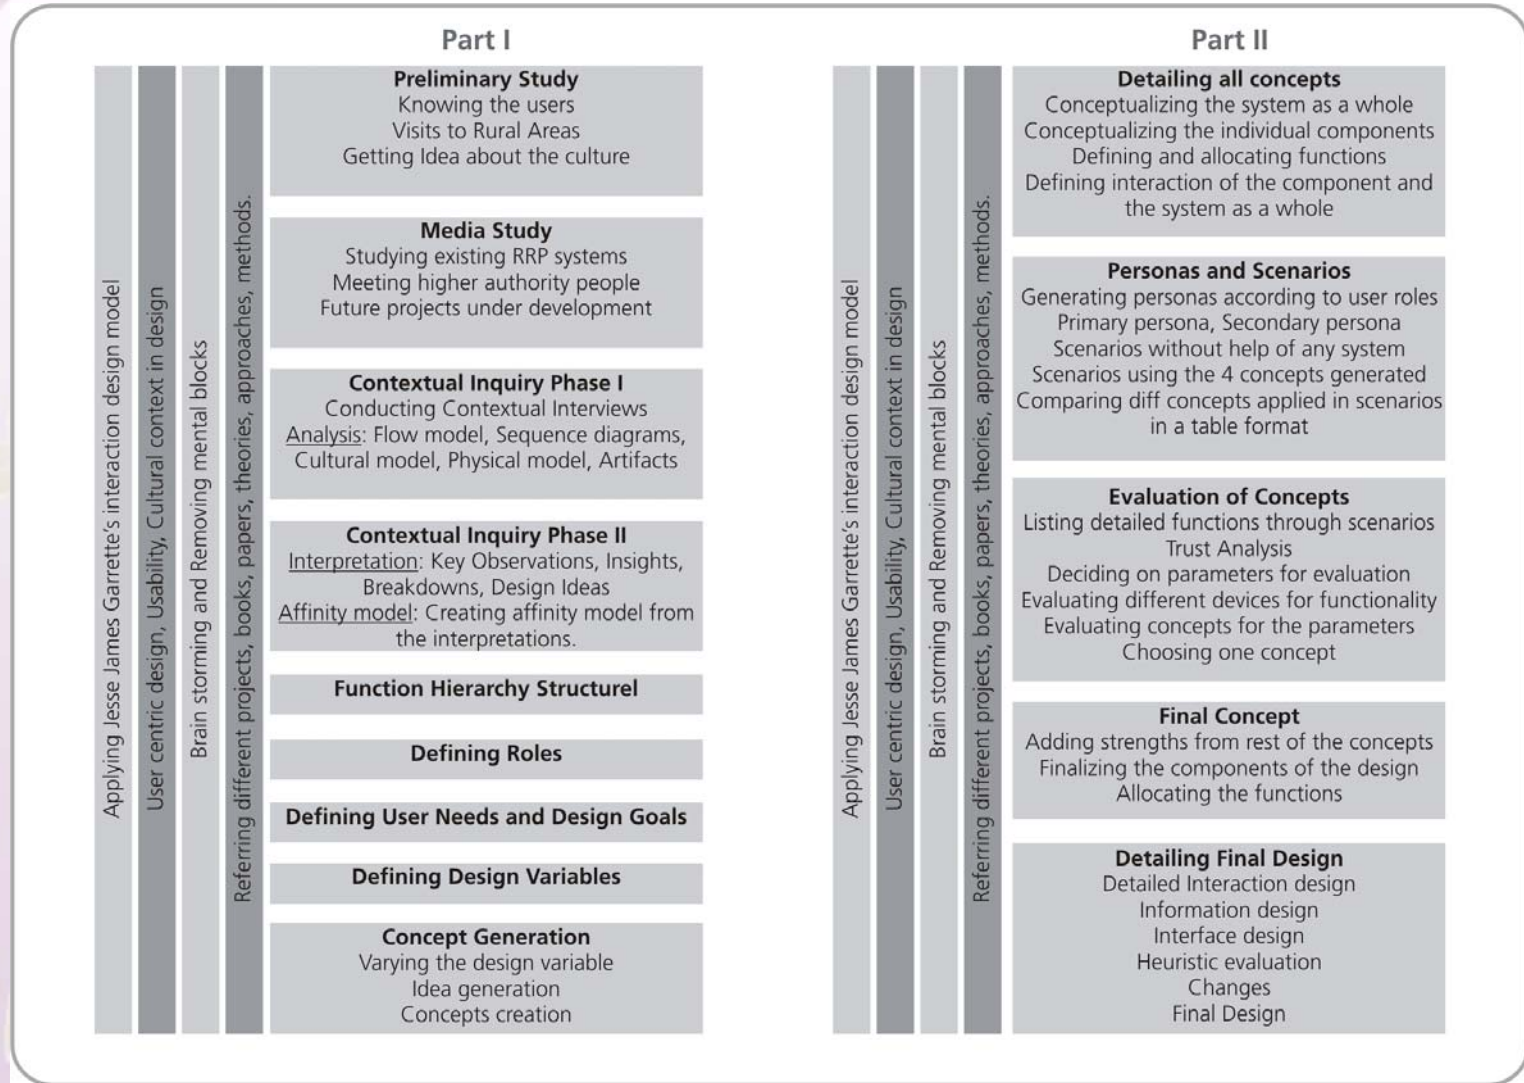 Part I
Applying Jesse James Garrette's interaction design model
User centric design, Usability, Cultural context in design
Brain storming and Removing mental blocks
Referring different projects, books, papers, theories, approaches, methods.
Preliminary Study
Knowing the users
Visits to Rural Areas
Getting Idea about the culture
Media Study
Studying existing RRP systems
Meeting higher authority people
Future projects under development
Contextual Inquiry Phase I
Conducting Contextual Interviews
Analysis: Flow model, Sequence diagrams,
Cultural model, Physical model, Artifacts
Contextual Inquiry Phase II
Interpretation: Key Observations, Insights,
Breakdowns, Design Ideas
Affinity model: Creating affinity model from
the interpretations.
Function Hierarchy Structurel
Defining Roles
Defining User Needs and Design Goals
Defining Design Variables
Concept Generation
Varying the design variable
Idea generation
Concepts creation
Part II
Applying Jesse James Garrette's interaction design model
User centric design, Usability, Cultural context in design
Brain storming and Removing mental blocks
Referring different projects, books, papers, theories, approaches, methods.
Detailing all concepts
Conceptualizing the system as a whole
Conceptualizing the individual components
Defining and allocating functions
Defining interaction of the component and
the system as a whole
Personas and Scenarios
Generating personas according to user roles
Primary persona, Secondary persona
Scenarios without help of any system
Scenarios using the 4 concepts generated
Comparing diff concepts applied in scenarios
in a table format
Evaluation of Concepts
Listing detailed functions through scenarios
Trust Analysis
Deciding on parameters for evaluation
Evaluating different devices for functionality
Evaluating concepts for the parameters
Choosing one concept
Final Concept
Adding strengths from rest of the concepts
Finalizing the components of the design
Allocating the functions
Detailing Final Design
Detailed Interaction design
Information design
Interface design
Heuristic evaluation
Changes
Final Design